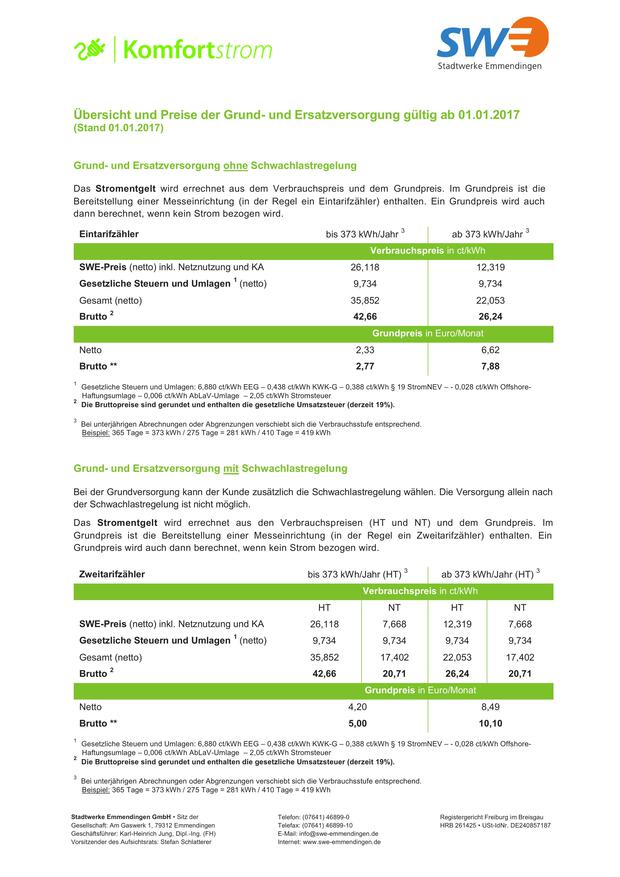 Komfortstrom
SWE
Stadtwerke Emmendingen
Übersicht und Preise der Grund- und Ersatzversorgung gültig ab 01.01.2017
(Stand 01.01.2017)
Grund- und Ersatzversorgung ohne Schwachlastregelung
Das Stromentgelt wird errechnet aus dem Verbrauchspreis und dem Grundpreis. Im Grundpreis ist die
Bereitstellung einer Messeinrichtung (in der Regel ein Eintarifzähler) enthalten. Ein Grundpreis wird auch
dann berechnet, wenn kein Strom bezogen wird.
Eintarifzähler bis 373 kWh/Jahr 3 ab 373 kWh/Jahr 3
Verbrauchspreis in ct/kWh
SWE-Preis (netto) inkl. Netznutzung und KA 26,118 12,319
Gesetzliche Steuern und Umlagen 1 (netto) 9,734 9,734
Gesamt (netto) 35,852 22,053
Brutto 2 42,66 26,24
Grundpreis in Euro/Monat
Netto 2,33 6,62
Brutto ** 2,77 7,88
1 Gesetzliche Steuern und Umlagen: 6,880 ct/kWh EEG – 0,438 ct/kWh KWK-G – 0,388 ct/kWh § 19 StromNEV – - 0,028 ct/kWh Offshore-
Haftungsumlage – 0,006 ct/kWh AbLaV-Umlage – 2,05 ct/kWh Stromsteuer
2 Die Bruttopreise sind gerundet und enthalten die gesetzliche Umsatzsteuer (derzeit 19%).
3 Bei unterjährigen Abrechnungen oder Abgrenzungen verschiebt sich die Verbrauchsstufe entsprechend.
Beispiel: 365 Tage = 373 kWh / 275 Tage = 281 kWh / 410 Tage = 419 kWh
Grund- und Ersatzversorgung mit Schwachlastregelung
Bei der Grundversorgung kann der Kunde zusätzlich die Schwachlastregelung wählen. Die Versorgung allein nach
der Schwachlastregelung ist nicht möglich.
Das Stromentgelt wird errechnet aus den Verbrauchspreisen (HT und NT) und dem Grundpreis. Im
Grundpreis ist die Bereitstellung einer Messeinrichtung (in der Regel ein Zweitarifzähler) enthalten. Ein
Grundpreis wird auch dann berechnet, wenn kein Strom bezogen wird.
Zweitarifzähler bis 373 kWh/Jahr (HT) 3 ab 373 kWh/Jahr (HT) 3
Verbrauchspreis in ct/kWh
HT NT HT NT
SWE-Preis (netto) inkl. Netznutzung und KA 26,118 7,668 12,319 7,668
Gesetzliche Steuern und Umlagen 1 (netto) 9,734 9,734 9,734 9,734
Gesamt (netto) 35,852 17,402 22,053 17,402
Brutto 2 42,66 20,71 26,24 20,71
Grundpreis in Euro/Monat
Netto 4,20 8,49
Brutto ** 5,00 10,10
1 Gesetzliche Steuern und Umlagen: 6,880 ct/kWh EEG – 0,438 ct/kWh KWK-G – 0,388 ct/kWh § 19 StromNEV – - 0,028 ct/kWh Offshore-
Haftungsumlage – 0,006 ct/kWh AbLaV-Umlage – 2,05 ct/kWh Stromsteuer
2 Die Bruttopreise sind gerundet und enthalten die gesetzliche Umsatzsteuer (derzeit 19%).
3 Bei unterjährigen Abrechnungen oder Abgrenzungen verschiebt sich die Verbrauchsstufe entsprechend.
Beispiel: 365 Tage = 373 kWh / 275 Tage = 281 kWh / 410 Tage = 419 kWh
Stadtwerke Emmendingen GmbH • Sitz der
Gesellschaft: Am Gaswerk 1, 79312 Emmendingen
Geschäftsführer: Karl-Heinrich Jung, Dipl.-Ing. (FH)
Vorsitzender des Aufsichtsrats: Stefan Schlatterer
Telefon: (07641) 46899-0
Telefax: (07641) 46899-10
E-Mail: info@swe-emmendingen.de
Internet: www.swe-emmendingen.de
Registergericht Freiburg im Breisgau
HRB 261425 • USt-IdNr. DE240857187